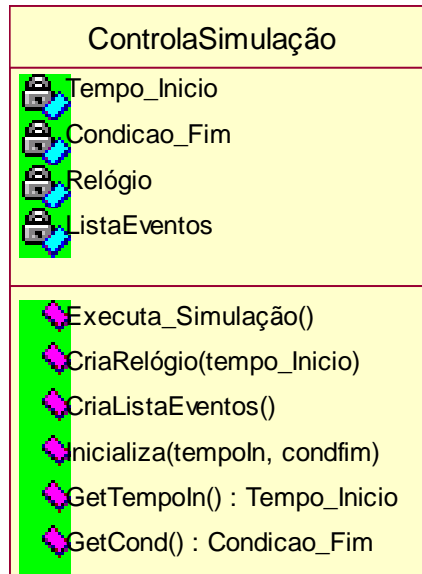 ControlaSimulação
Tempo_Inicio
Condicao_Fim
Relógio
ListaEventos
Executa_Simulação()
CriaRelógio(tempo_Inicio)
CriaListaEventos()
Inicializa(tempoIn, condfim)
GetTempoIn() : Tempo_Inicio
GetCond() : Condicao_Fim